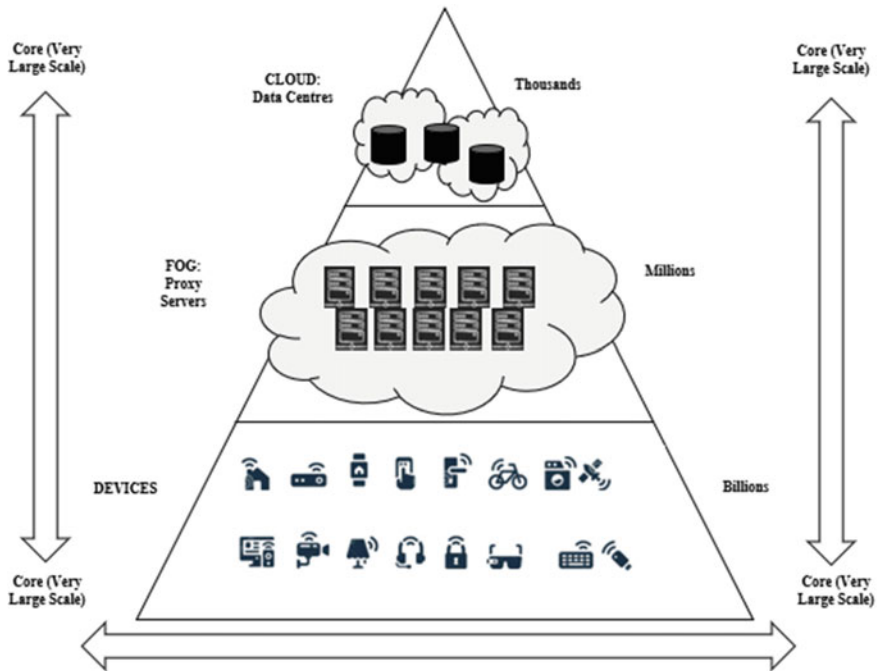 Core (Very
Large Scale)
CLOUD:
Data Centres
Thousands
Core (Very
Large Scale)
FOG:
Proxy
Servers
Millions
DEVICES
Billions
Core (Very
Large Scale)
Core (Very
Large Scale)